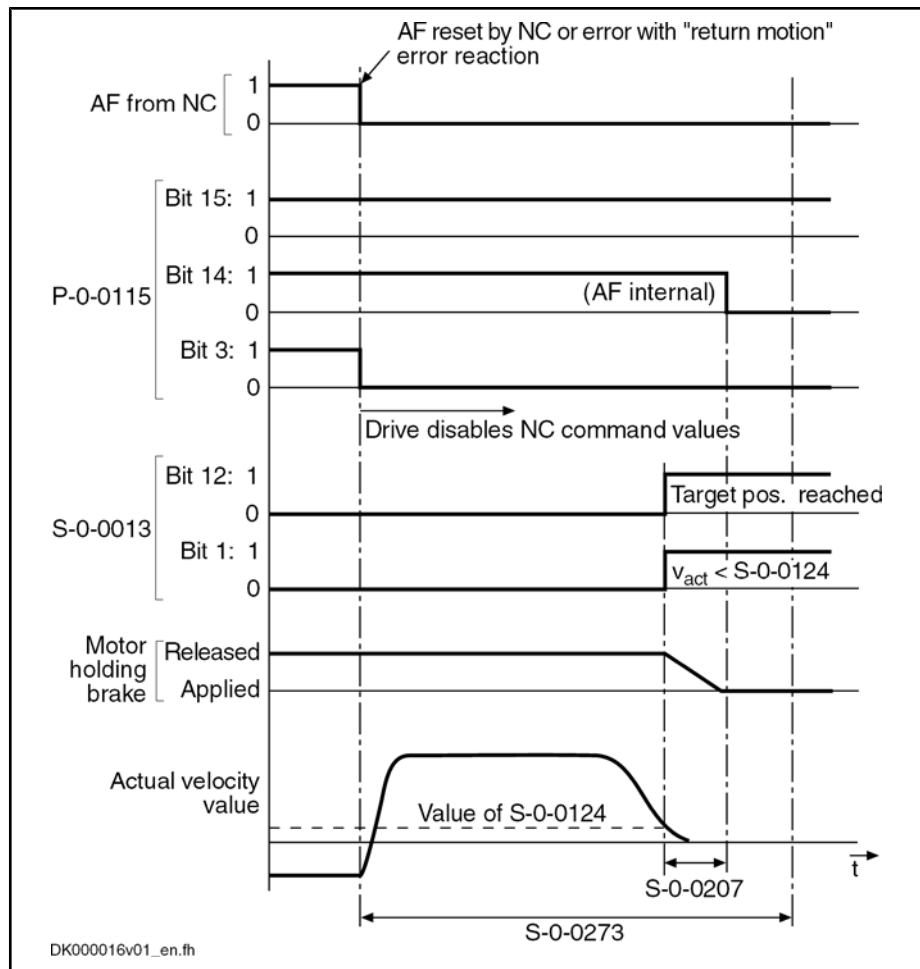 AF reset by NC or error with "return motion"
error reaction
AF from NC
1
0
P-0-0115
Bit 15: 1
0
Bit 14: 1
0
(AF internal)
Bit 3: 1
0
Drive disables NC command values
S-0-0013
Bit 12: 1
0
Target pos. reached
Bit 1: 1
0
vact < S-0-0124
Motor
holding
brake
Released
Applied
Actual velocity
value
Value of S-0-0124
t
S-0-0207
S-0-0273
DK000016v01_en.fh